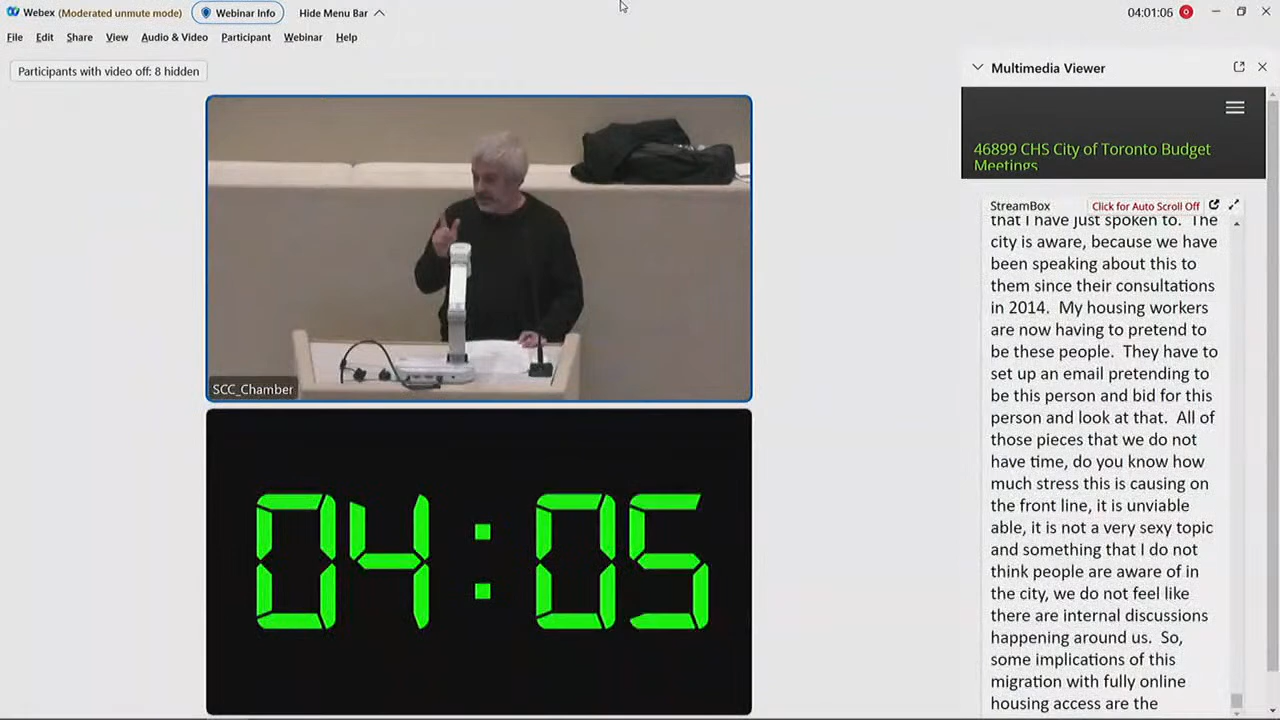 Webex (Moderated unmute mode) Webinar Info Hide Menu Bar 04:01:06
File Edit Share View Audio & Video Participant Webinar Help
Participants with video off: 8 hidden
Multimedia Viewer
46899 CHS City of Toronto Budget
Meetings
StreamBox Click for Auto Scroll Off
that I have just spoken to. The
city is aware, because we have
been speaking about this to
them since their consultations
in 2014. My housing workers
are now having to pretend to
be these people. They have to
set up an email pretending to
be this person and bid for this
person and look at that. All of
those pieces that we do not
have time, do you know how
much stress this is causing on
the front line, it is unviable
able, it is not a very sexy topic
and something that I do not
think people are aware of in
the city, we do not feel like
there are internal discussions
happening around us. So,
some implications of this
migration with fully online
housing access are the
SCC_Chamber
04:05